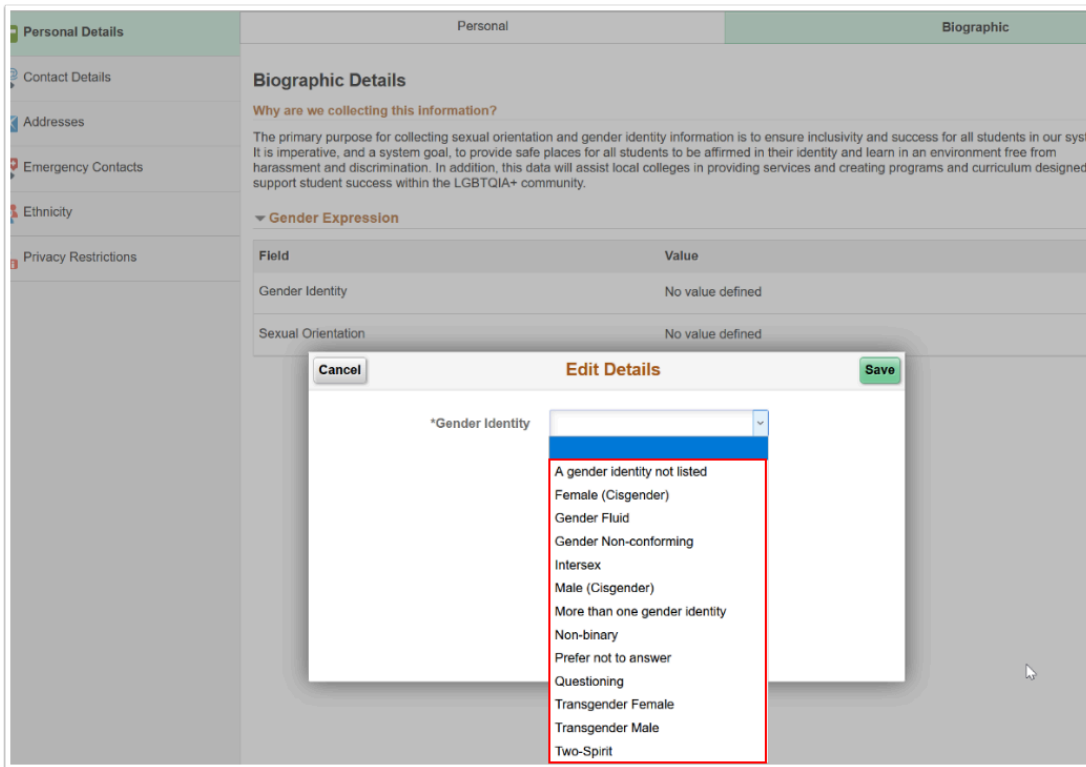 Personal Details
Contact Details
Addresses
Emergency Contacts
Ethnicity
Privacy Restrictions
Personal
Biographic
Biographic Details
Why are we collecting this information?
The primary purpose for collecting sexual orientation and gender identity information is to ensure inclusivity and success for all students in our
It is imperative, and a system goal, to provide safe places for all students to be affirmed in their identity and learn in an environment free from
harassment and discrimination. In addition, this data will assist local colleges in providing services and creating programs and curriculum designed
support student success within the LGBTQIA+ community.
Gender Expression
Field Value
Gender Identity No value defined
Sexual Orientation No value defined
Cancel Edit Details Save
*Gender Identity
A gender identity not listed
Female (Cisgender)
Gender Fluid
Gender Non-conforming
Intersex
Male (Cisgender)
More than one gender identity
Non-binary
Prefer not to answer
Questioning
Transgender Female
Transgender Male
Two-Spirit